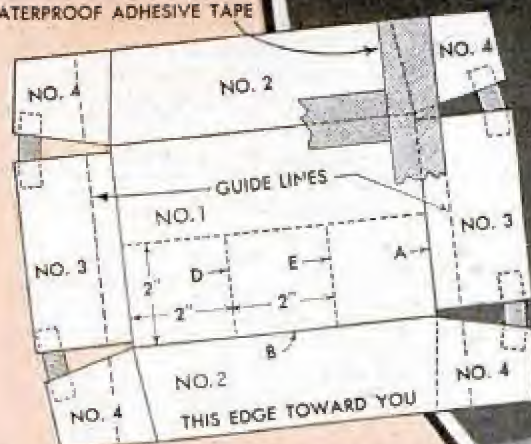 ATERPROOF ADHESIVE TAPE
NO. 4
NO. 2
NO. 4
GUIDE LINES
NO. 1
NO. 3
NO. 3
D
E
A
2"
2"
2"
B
NO. 2
NO. 4
NO. 4
THIS EDGE TOWARD YOU